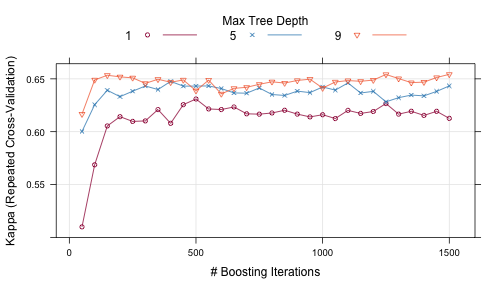 Max Tree Depth
1 5 9
Kappa (Repeated Cross-Validation)
0.65
0.60
0.55
0 500 1000 1500
# Boosting Iterations